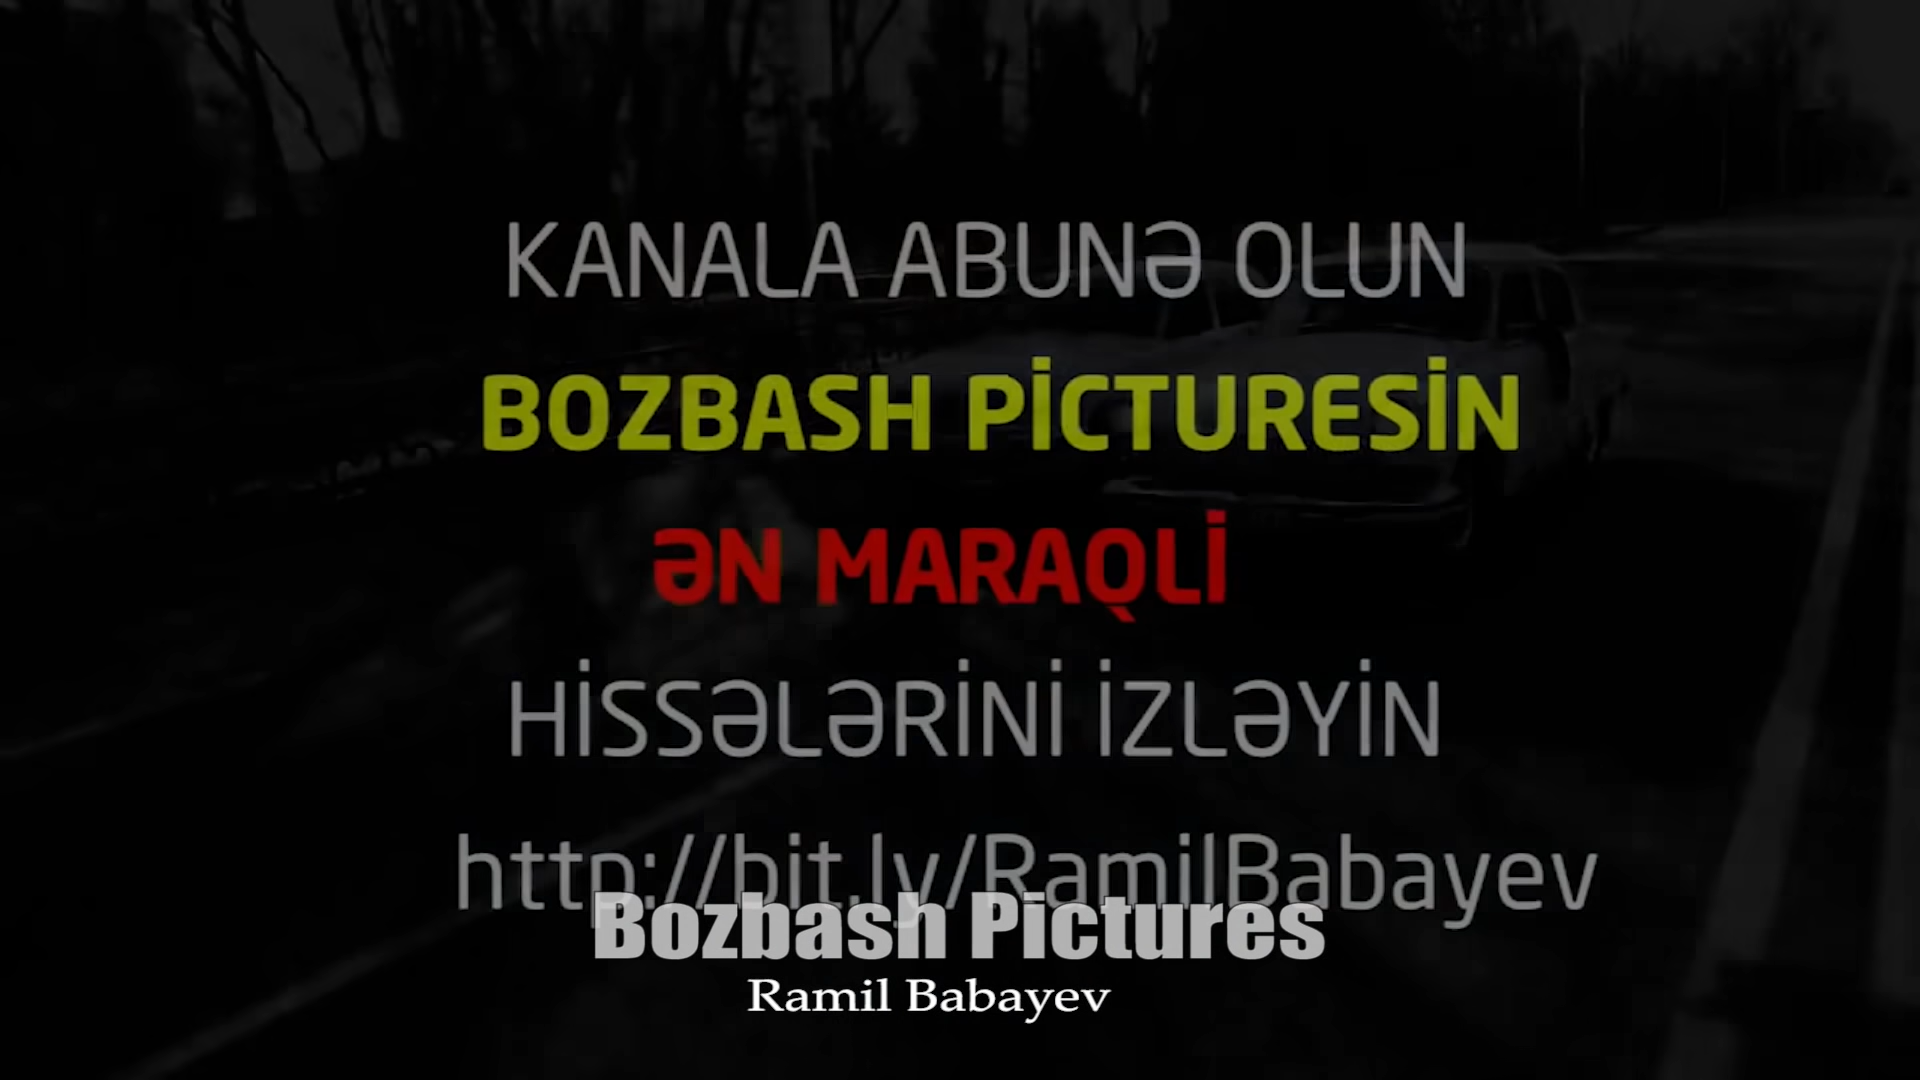 KANALA ABUNƏ OLUN
BOZBASH PİCTURESİN
ƏN MARAQLİ
HİSSƏLƏRİNİ İZLƏYİN
http://bit.ly/RamilBabayev
Bozbash Pictures
Ramil Babayev